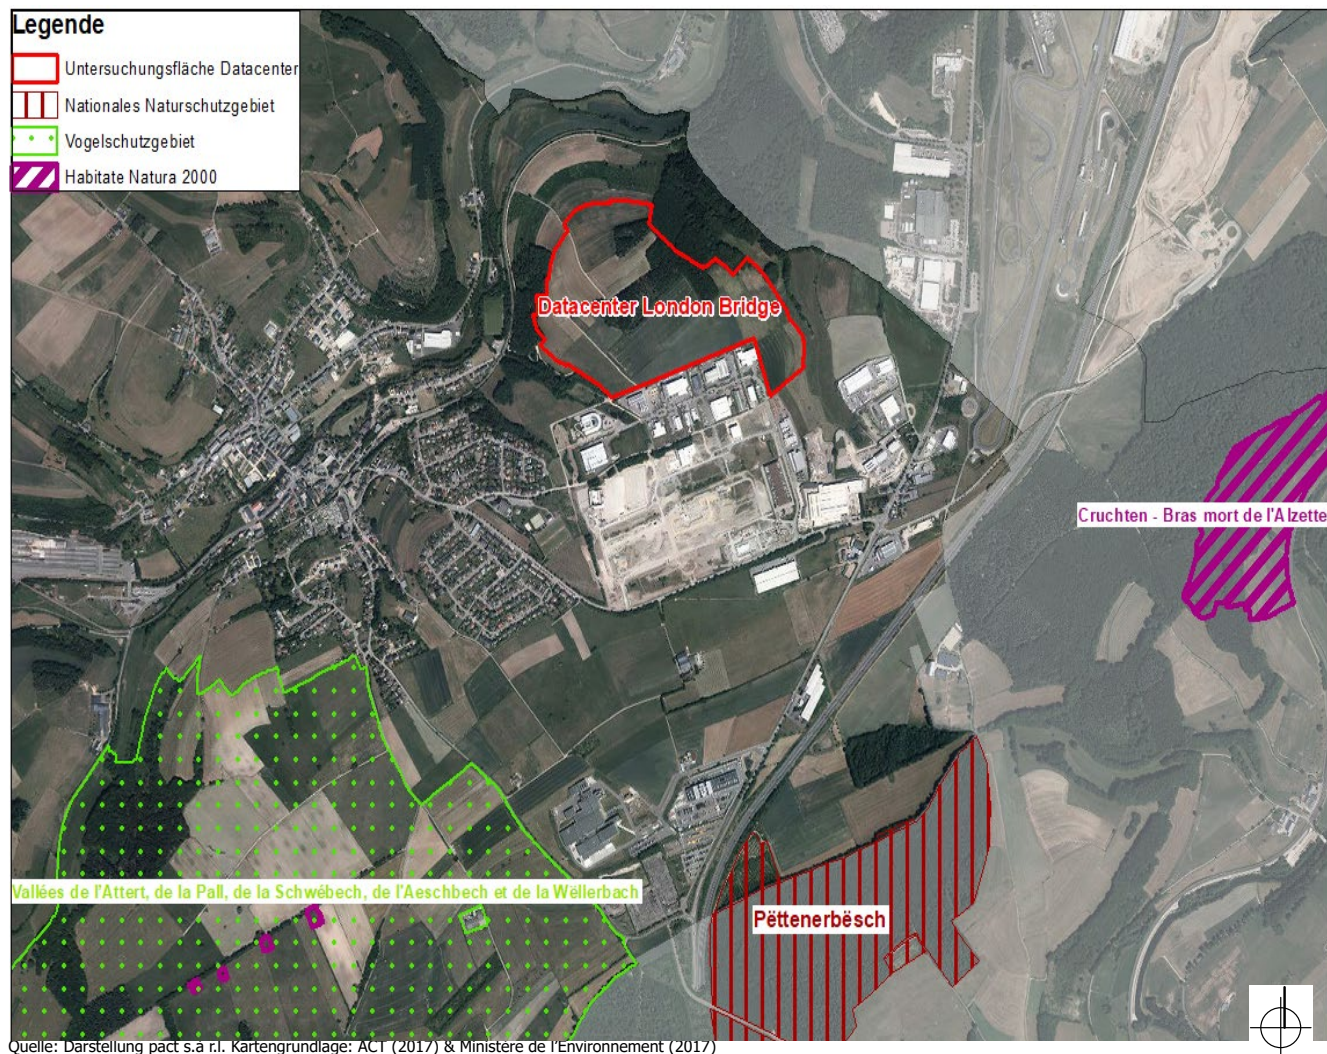 Legende
Untersuchungsfläche Datacenter
Nationales Naturschutzgebiet
Vogelschutzgebiet
Habitate Natura 2000
Datacenter London Bridge
Cruchten - Bras mort de l'Alzette
Vallées de l'Attert, de la Pall, de la Schwébech, de l'Aeschbech et de la Wëllerbach
Pëttenerbësch
Quelle: Darstellung pact s.à r.l. Kartengrundlage: ACT (2017) & Ministère de l'Environnement (2017)